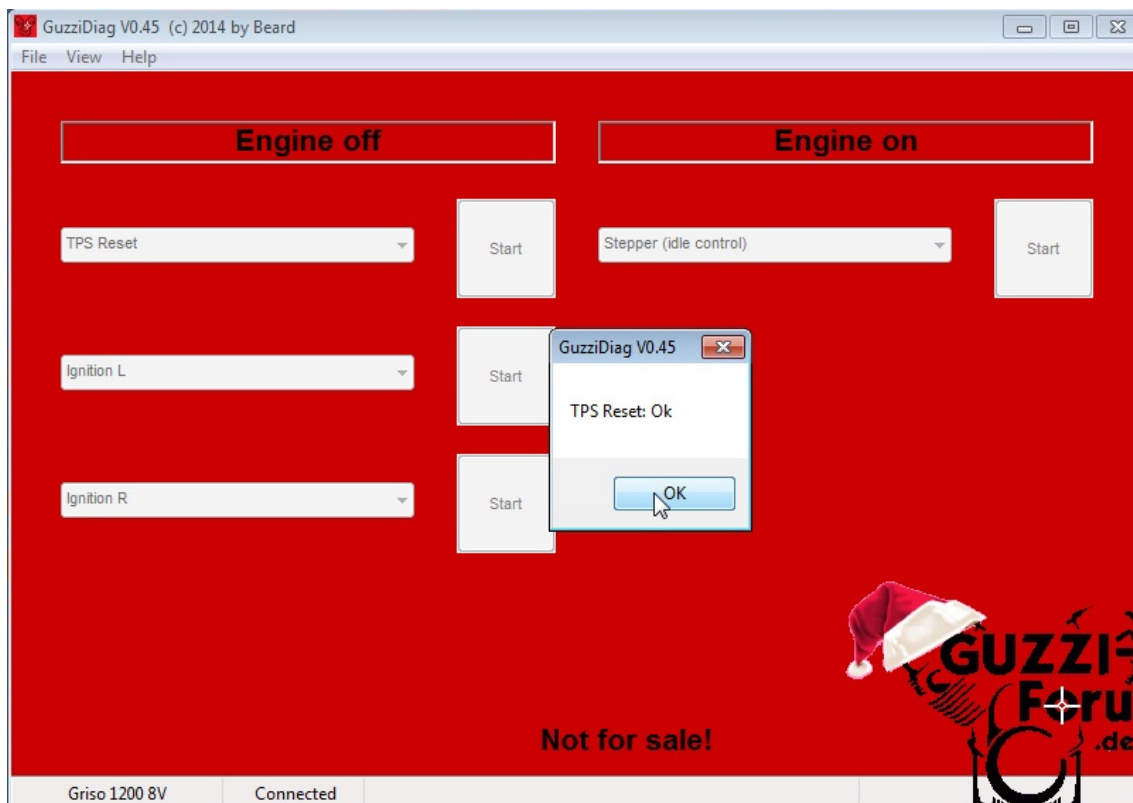 GuzziDiag V0.45 (c) 2014 by Beard
File View Help
Engine off
Engine on
TPS Reset
Start
Stepper (idle control)
Start
Ignition L
Start
GuzziDiag V0.45
TPS Reset: Ok
OK
Ignition R
Start
GUZZI-
Foru
.de
Not for sale!
Griso 1200 8V
Connected